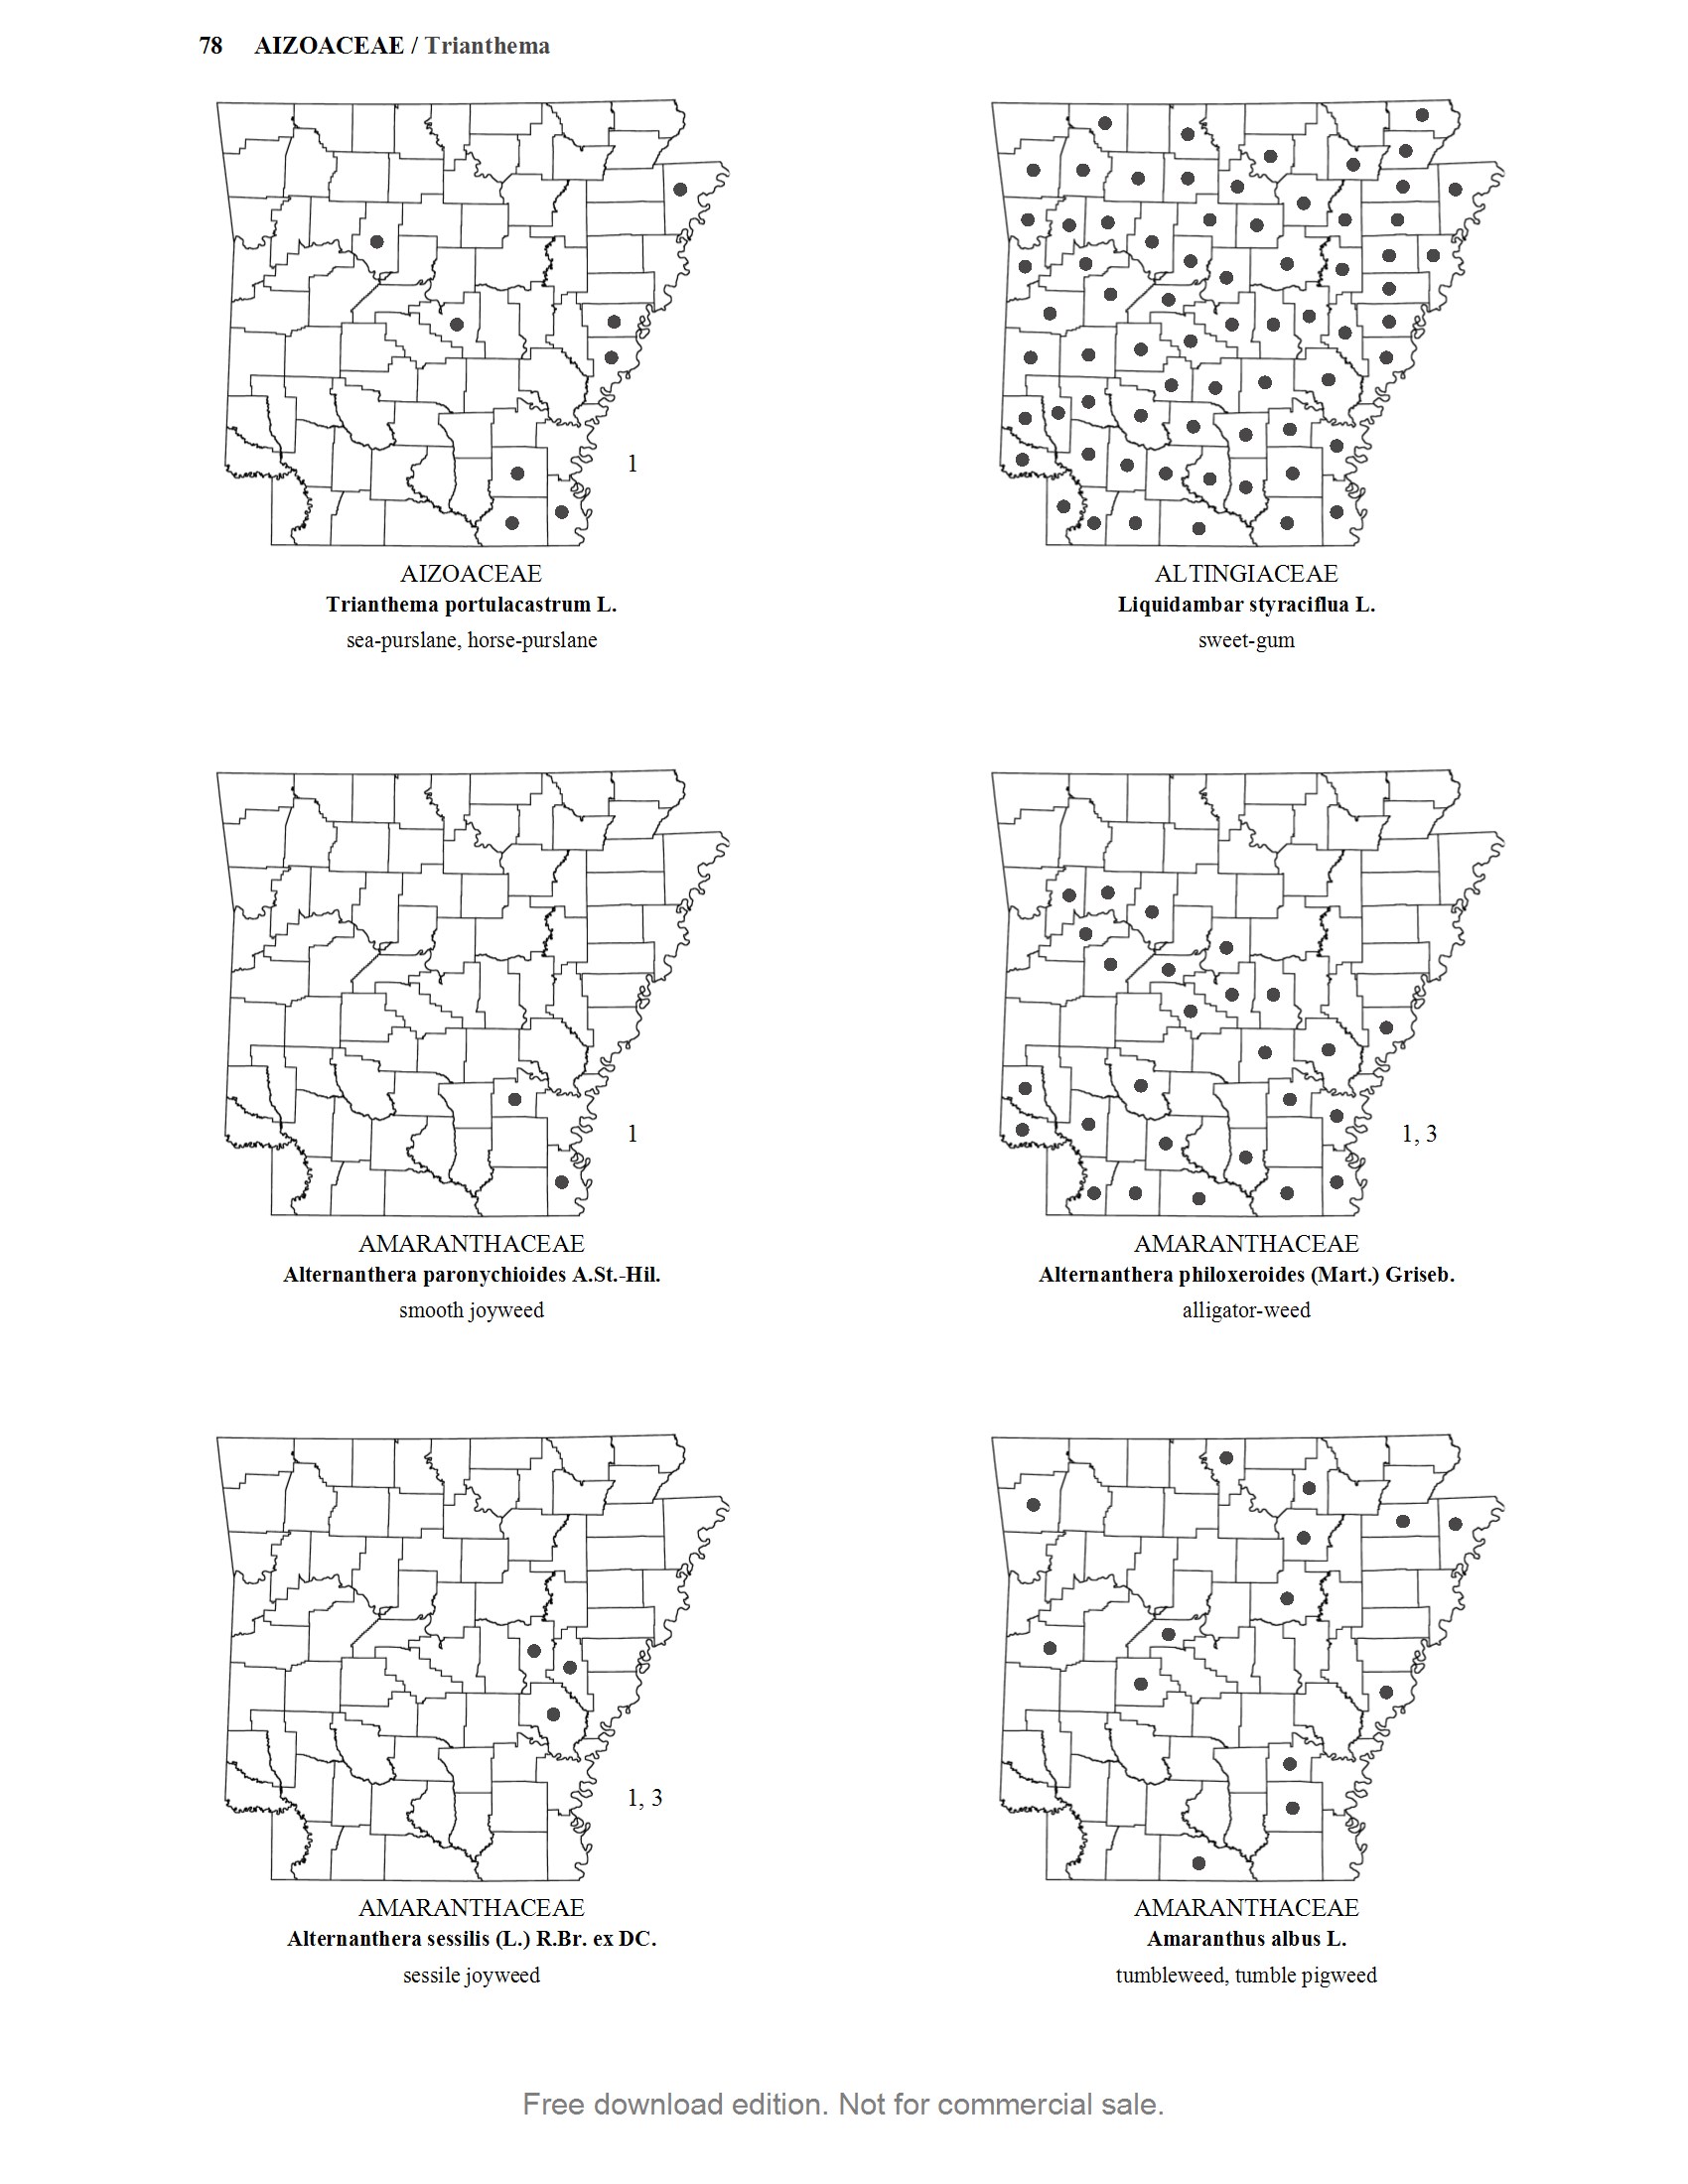 78 AIZOACEAE / Trianthema
1
AIZOACEAE
Trianthema portulacastrum L.
sea-purslane, horse-purslane
ALTINGIACEAE
Liquidambar styraciflua L.
sweet-gum
1
AMARANTHACEAE
Alternanthera paronychioides A.St.-Hil.
smooth joyweed
1, 3
AMARANTHACEAE
Alternanthera philoxeroides (Mart.) Griseb.
alligator-weed
1, 3
AMARANTHACEAE
Alternanthera sessilis (L.) R.Br. ex DC.
sessile joyweed
AMARANTHACEAE
Amaranthus albus L.
tumbleweed, tumble pigweed
Free download edition. Not for commercial sale.